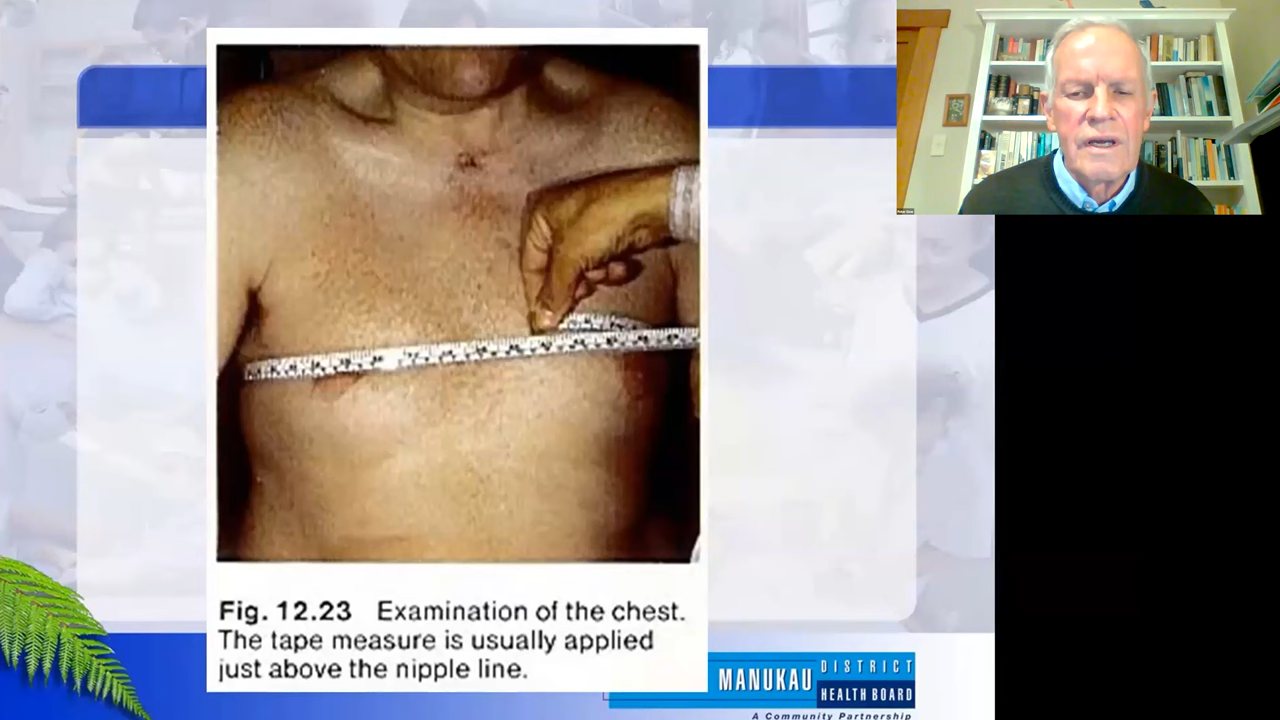 Fig. 12.23 Examination of the chest.
The tape measure is usually applied
just above the nipple line.
MANUKAU
DISTRICT
HEALTH BOARD
A Community Partnership